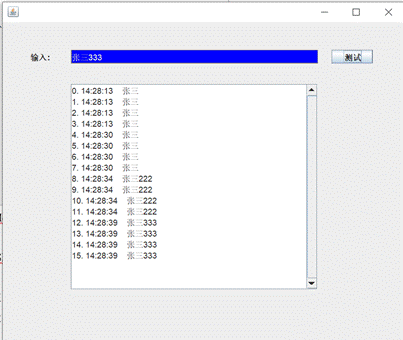 输入: 张三333 测试
0. 14:28:13 张三
1. 14:28:13 张三
2. 14:28:13 张三
3. 14:28:13 张三
4. 14:28:30 张三
5. 14:28:30 张三
6. 14:28:30 张三
7. 14:28:30 张三
8. 14:28:34 张三222
9. 14:28:34 张三222
10. 14:28:34 张三222
11. 14:28:34 张三222
12. 14:28:39 张三333
13. 14:28:39 张三333
14. 14:28:39 张三333
15. 14:28:39 张三333